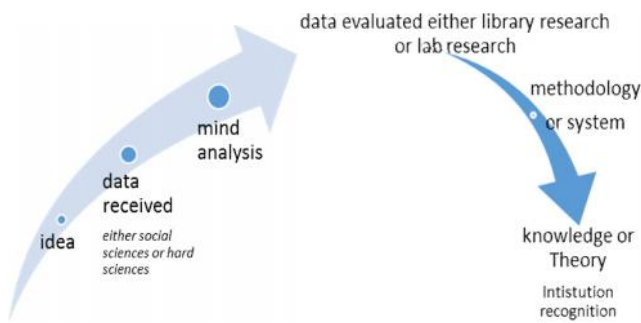 idea
data
received
either social
sciences or hard
sciences
mind
analysis
data evaluated either library research
or lab research
methodology
or system
knowledge or
Theory
Intistution
recognition